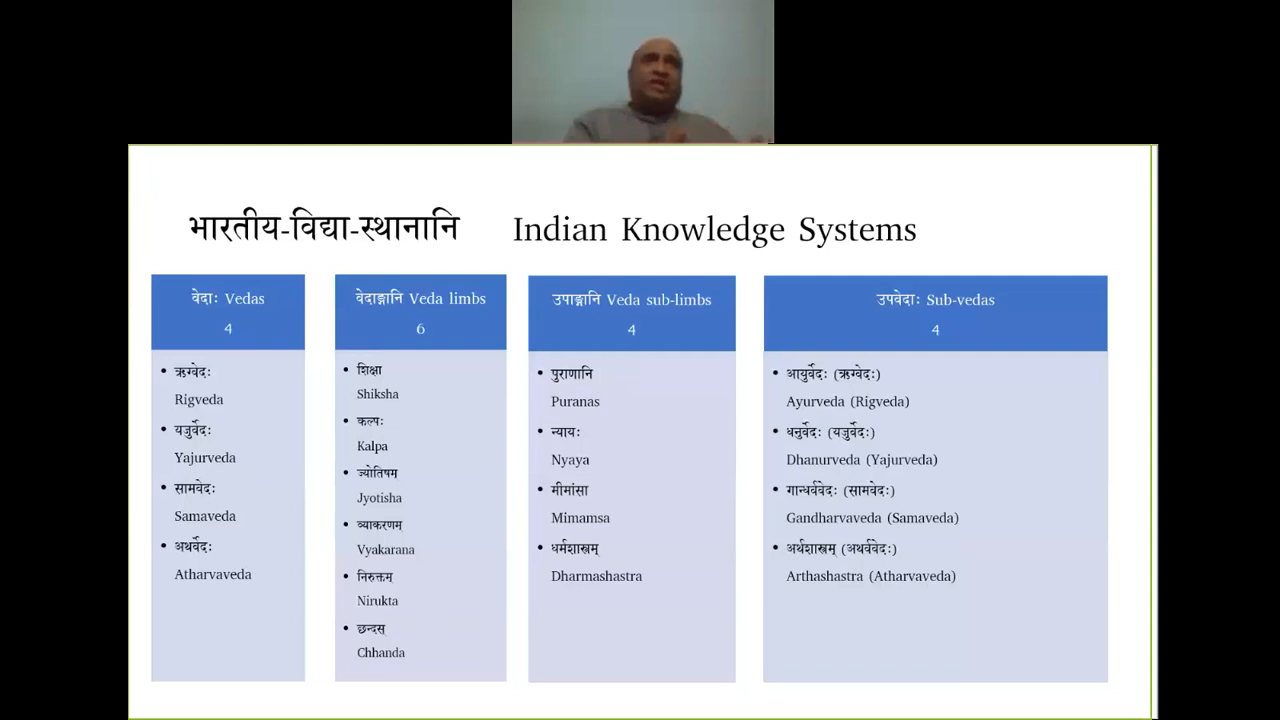 भारतीय-विद्या-स्थानानि Indian Knowledge Systems
वेदाः Vedas
4
• ऋग्वेदः
Rigveda
• यजुर्वेदः
Yajurveda
• सामवेदः
Samaveda
• अथर्वेदः
Atharvaveda
वेदाङ्गानि Veda limbs
6
• शिक्षा
Shiksha
• कल्पः
Kalpa
• ज्योतिषम्
Jyotisha
• व्याकरणम्
Vyakarana
• निरुक्तम्
Nirukta
• छन्दस्
Chhanda
उपाङ्गानि Veda sub-limbs
4
• पुराणानि
Puranas
• न्यायः
Nyaya
• मीमांसा
Mimamsa
• धर्मशास्त्रम्
Dharmashastra
उपवेदाः Sub-vedas
4
• आयुर्वेदः (ऋग्वेदः)
Ayurveda (Rigveda)
• धनुर्वेदः (यजुर्वेदः)
Dhanurveda (Yajurveda)
• गान्धर्ववेदः (सामवेदः)
Gandharvaveda (Samaveda)
• अर्थशास्त्रम् (अथर्ववेदः)
Arthashastra (Atharvaveda)